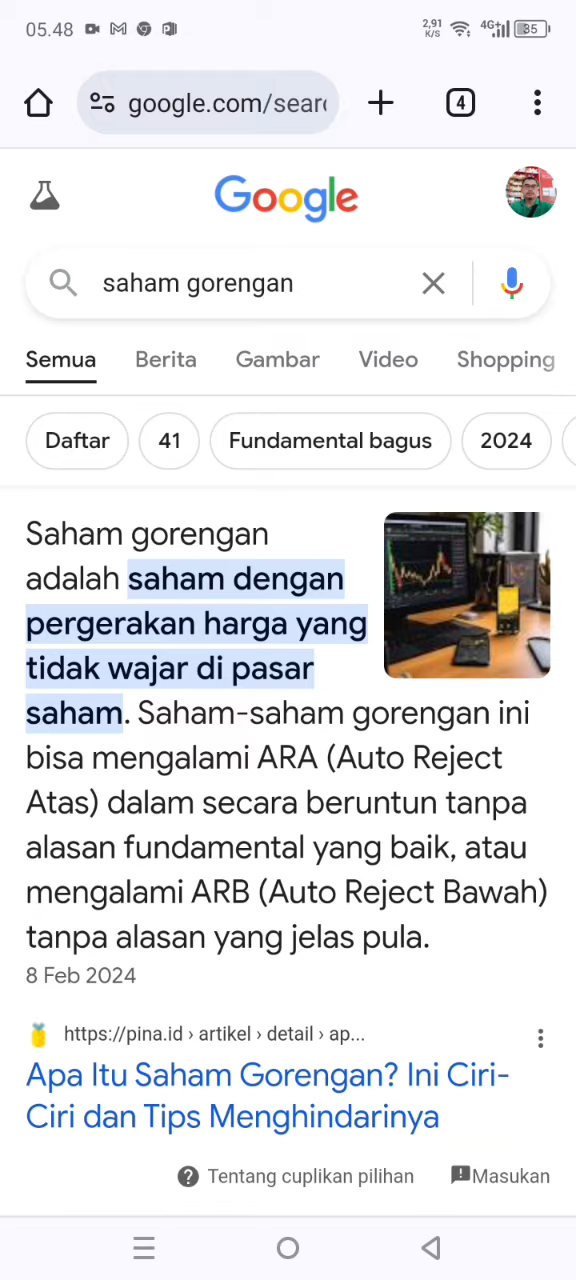 05.48
2,91 K/S 4G+ 35
google.com/sear
4
Google
saham gorengan
Semua Berita Gambar Video Shopping
Daftar 41 Fundamental bagus 2024
Saham gorengan
adalah saham dengan
pergerakan harga yang
tidak wajar di pasar
saham. Saham-saham gorengan ini
bisa mengalami ARA (Auto Reject
Atas) dalam secara beruntun tanpa
alasan fundamental yang baik, atau
mengalami ARB (Auto Reject Bawah)
tanpa alasan yang jelas pula.
8 Feb 2024
https://pina.id › artikel › detail › ap...
Apa Itu Saham Gorengan? Ini Ciri-
Ciri dan Tips Menghindarinya
Tentang cuplikan pilihan Masukan